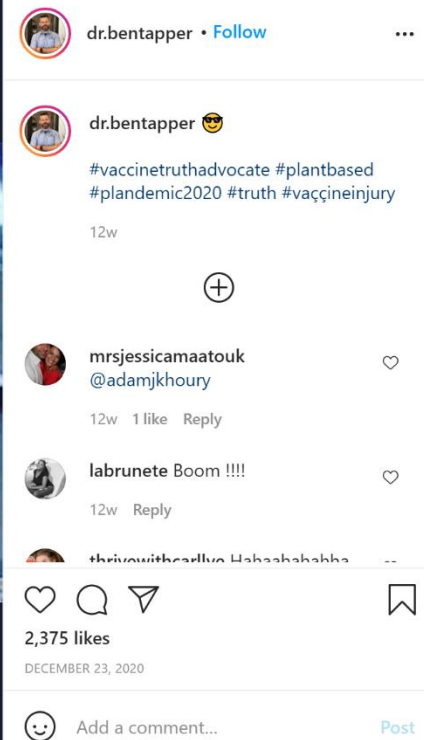 dr.bentapper • Follow
dr.bentapper 😎
#vaccinetruthadvocate #plantbased
#plandemic2020 #truth #vaççineinjury
12w
mrsjessicamaatouk
@adamjkhoury
12w 1 like Reply
labrunete Boom !!!!
12w Reply
2,375 likes
DECEMBER 23, 2020
Add a comment... Post